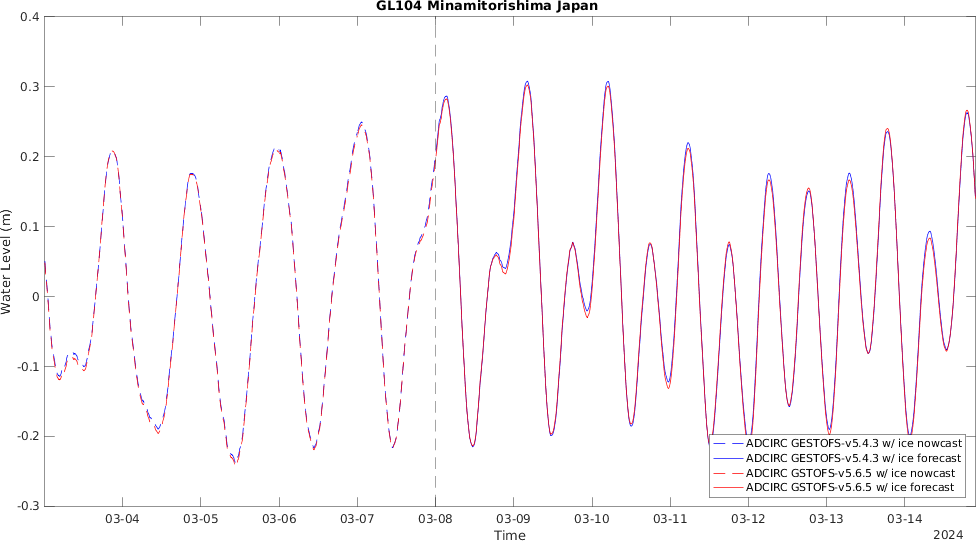 GL104 Minamitorishima Japan
0.4
0.3
0.2
0.1
0
-0.1
-0.2
-0.3
Water Level (m)
ADCIRC GESTOFS-v5.4.3 w/ ice nowcast
ADCIRC GESTOFS-v5.4.3 w/ ice forecast
ADCIRC GSTOFS-v5.6.5 w/ ice nowcast
ADCIRC GSTOFS-v5.6.5 w/ ice forecast
03-04 03-05 03-06 03-07 03-08 03-09 03-10 03-11 03-12 03-13 03-14
Time
2024